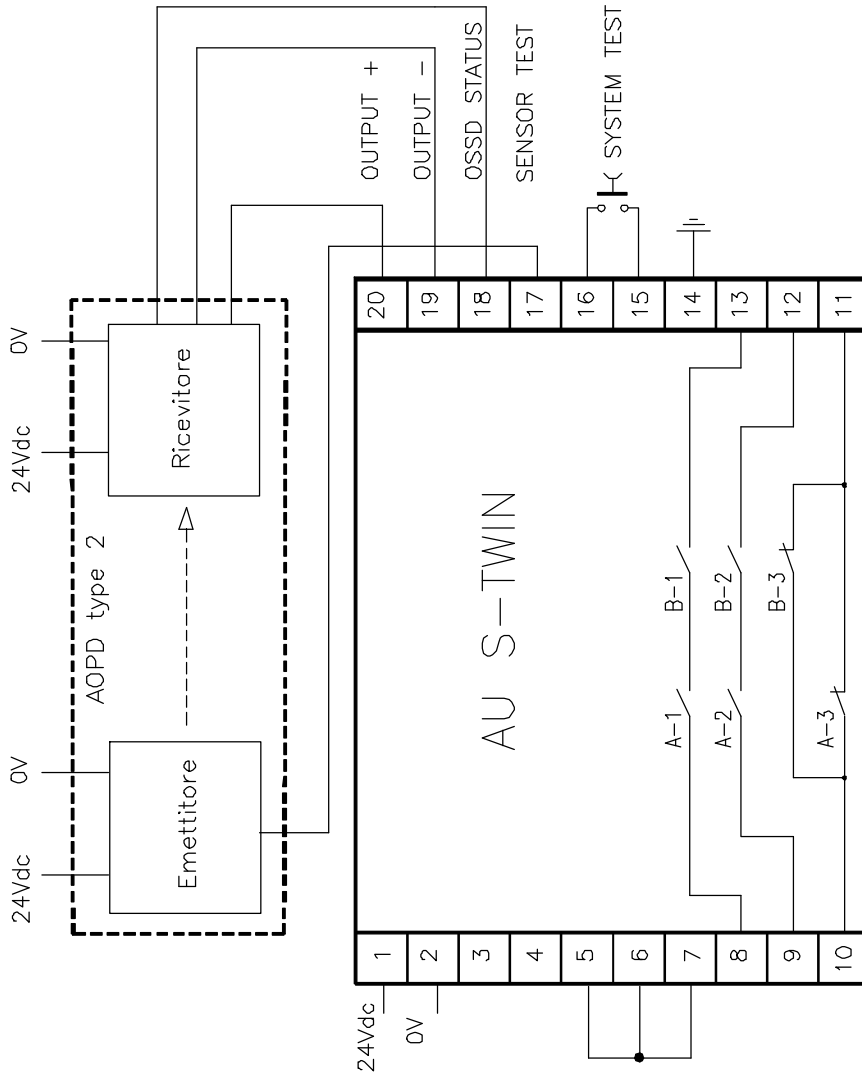 24Vdc
0V
24Vdc
0V
AOPD type 2
Emettitore
Ricevitore
OUTPUT +
OUTPUT −
OSSD STATUS
SENSOR TEST
SYSTEM TEST
24Vdc
0V
1
2
3
4
5
6
7
8
9
10
AU S−TWIN
A−1
B−1
A−2
B−2
B−3
A−3
20
19
18
17
16
15
14
13
12
11